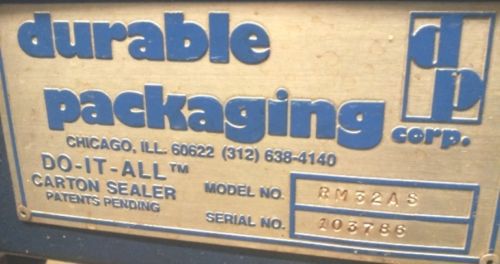 durable
packaging
dp
corp.
CHICAGO, ILL. 60622 (312) 638-4140
DO-IT-ALL™
CARTON SEALER
PATENTS PENDING
MODEL NO. RM32AS
SERIAL NO. 103786